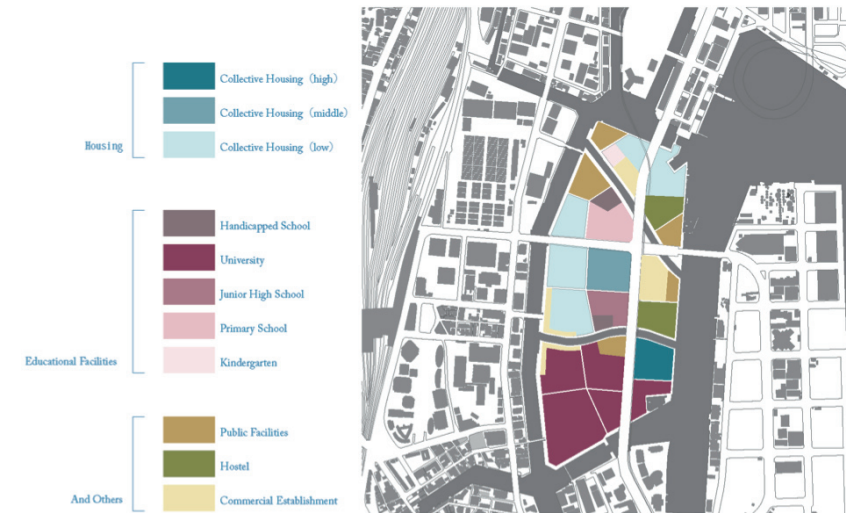 Housing
Collective Housing (high)
Collective Housing (middle)
Collective Housing (low)
Educational Facilities
Handicapped School
University
Junior High School
Primary School
Kindergarten
And Others
Public Facilities
Hostel
Commercial Establishment